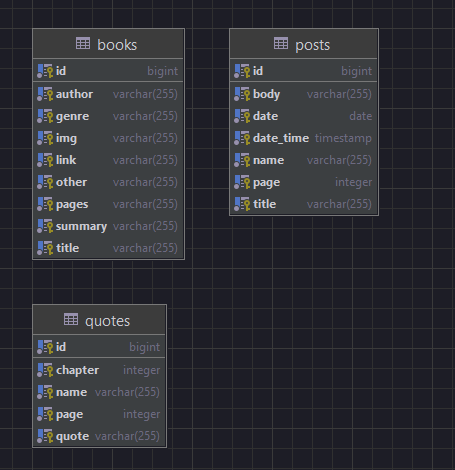 books
id bigint
author varchar(255)
genre varchar(255)
img varchar(255)
link varchar(255)
other varchar(255)
pages varchar(255)
summary varchar(255)
title varchar(255)
posts
id bigint
body varchar(255)
date date
date_time timestamp
name varchar(255)
page integer
title varchar(255)
quotes
id bigint
chapter integer
name varchar(255)
page integer
quote varchar(255)